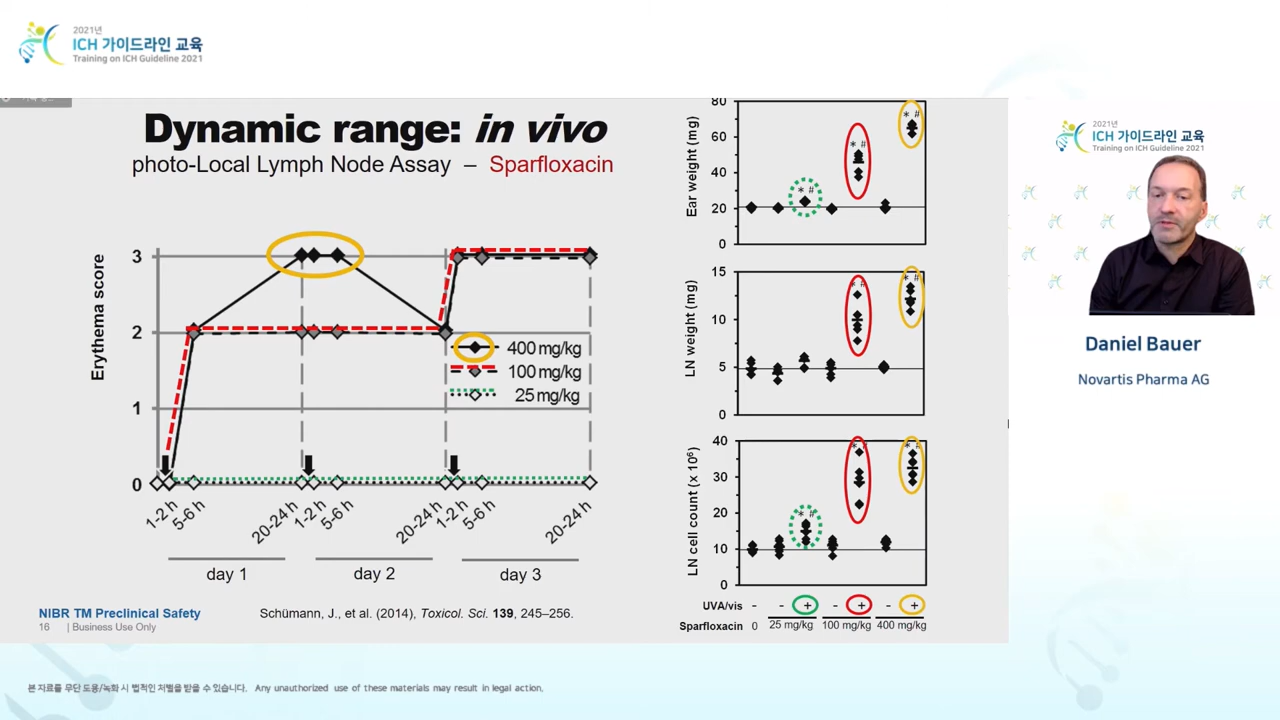 2021년
ICH 가이드라인 교육
Training on ICH Guideline 2021
Dynamic range: in vivo
photo-Local Lymph Node Assay – Sparfloxacin
Erythema score
3
2
1
0
400 mg/kg
100 mg/kg
25 mg/kg
1-2 h
5-6 h
20-24 h
1-2 h
5-6 h
20-24 h
1-2 h
5-6 h
20-24 h
day 1
day 2
day 3
Ear weight (mg)
80
60
40
20
0
* #
* #
* #
LN weight (mg)
15
10
5
0
* #
* #
LN cell count (x 10⁶)
40
30
20
10
0
* #
* #
* #
UVA/vis - - + - + - +
Sparfloxacin 0 25 mg/kg 100 mg/kg 400 mg/kg
NIBR TM Preclinical Safety
16 | Business Use Only
Schümann, J., et al. (2014), Toxicol. Sci. 139, 245–256.
2021년
ICH 가이드라인 교육
Training on ICH Guideline 2021
Daniel Bauer
Novartis Pharma AG
본 자료를 무단 도용/녹화 시 법적인 처벌을 받을 수 있습니다. Any unauthorized use of these materials may result in legal action.